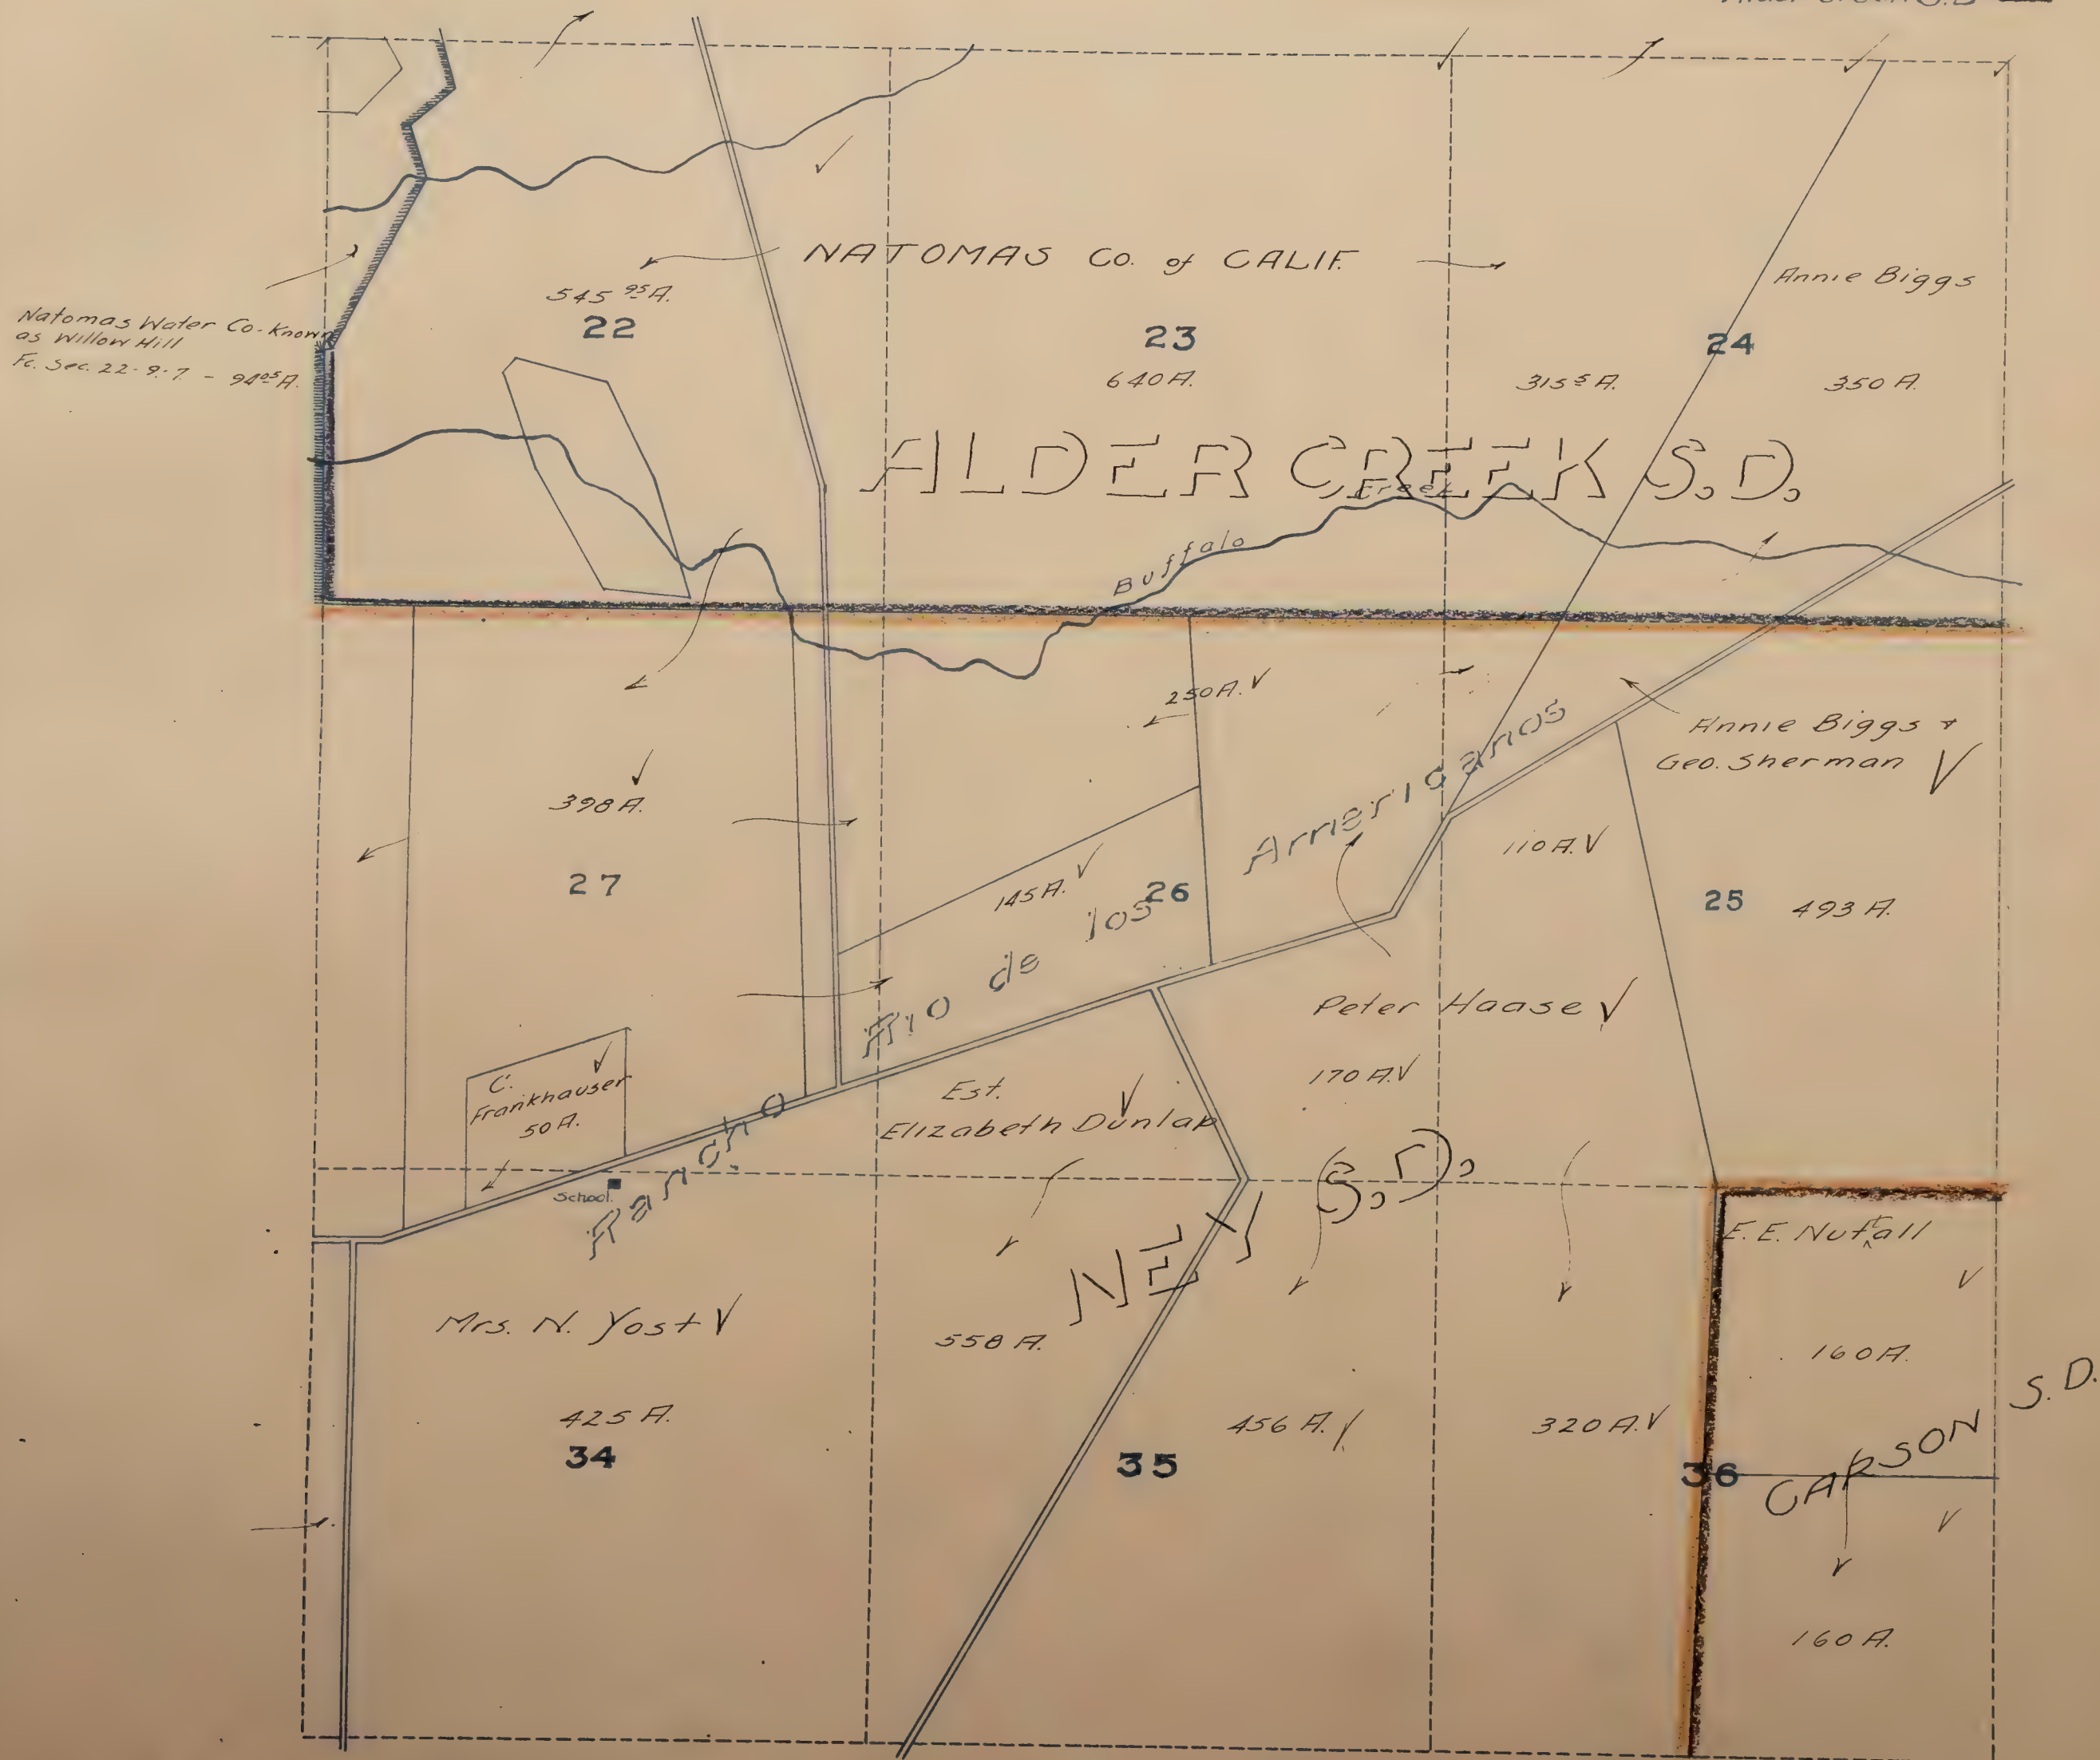 NATOMAS Co. of CALIF.
Annie Biggs
545 95 A.
22
23
24
Natomas Water Co. Known
as Willow Hill
Fc. Sec. 22-9-7 - 94 05 A.
640 A.
315 5 A.
350 A.
ALDER CREEK S.D.
Buffalo Creek
250 A. √
Annie Biggs &
Geo. Sherman √
398 A.
110 A. √
145 A. √
27
26
25
493 A.
Rancho Rio de los Americanos
Peter Haase √
C.
Frankhauser
50 A.
170 A. √
Est.
Elizabeth Dunlap
School.
NEW S.D.
E. E. Nuttall
Mrs. N. Yost √
558 A.
160 A.
425 A.
456 A. √
320 A. √
34
35
36
CARSON S.D.
160 A.